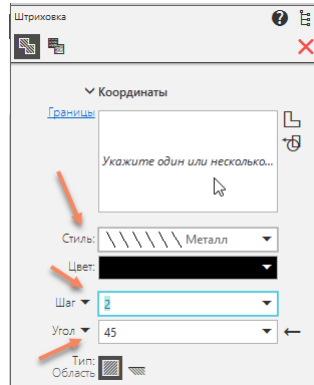 Штриховка
Координаты
Границы
Укажите один или несколько...
Стиль: Металл
Цвет:
Шаг 2
Угол 45
Тип:
Область